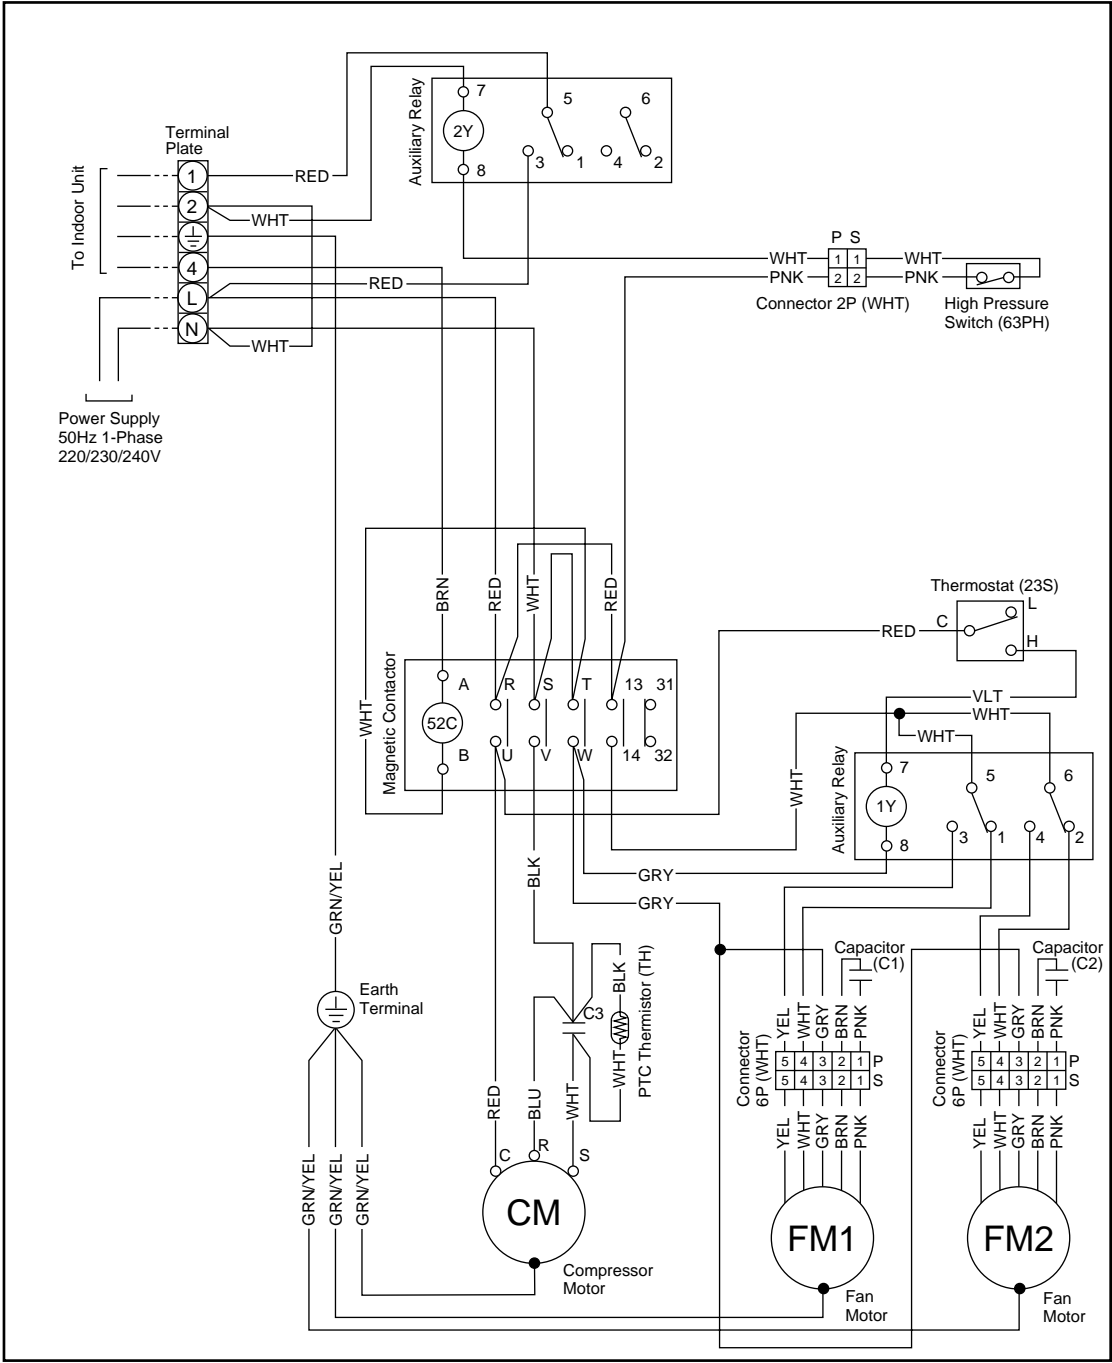 Terminal
Plate
To Indoor Unit
1
2
4
L
N
RED
WHT
RED
WHT
Power Supply
50Hz 1-Phase
220/230/240V
Auxiliary Relay
7
2Y
8
5
6
3
1
4
2
P S
WHT 1 1 WHT
PNK 2 2 PNK
Connector 2P (WHT)
High Pressure
Switch (63PH)
BRN
RED
WHT
RED
WHT
Magnetic Contactor
A R S T 13 31
52C
B U V W 14 32
Thermostat (23S)
L
C
H
RED
VLT
WHT
WHT
WHT
Auxiliary Relay
7
1Y
8
5
6
3
1
4
2
GRY
GRY
GRN/YEL
BLK
Earth
Terminal
C3
BLK
WHT
PTC Thermistor (TH)
RED
BLU
WHT
C
R
S
CM
Compressor
Motor
GRN/YEL
GRN/YEL
GRN/YEL
Capacitor
(C1)
YEL
WHT
GRY
BRN
PNK
Connector
6P (WHT)
5 4 3 2 1 P
5 4 3 2 1 S
YEL
WHT
GRY
BRN
PNK
FM1
Fan
Motor
Capacitor
(C2)
YEL
WHT
GRY
BRN
PNK
Connector
6P (WHT)
5 4 3 2 1 P
5 4 3 2 1 S
YEL
WHT
GRY
BRN
PNK
FM2
Fan
Motor